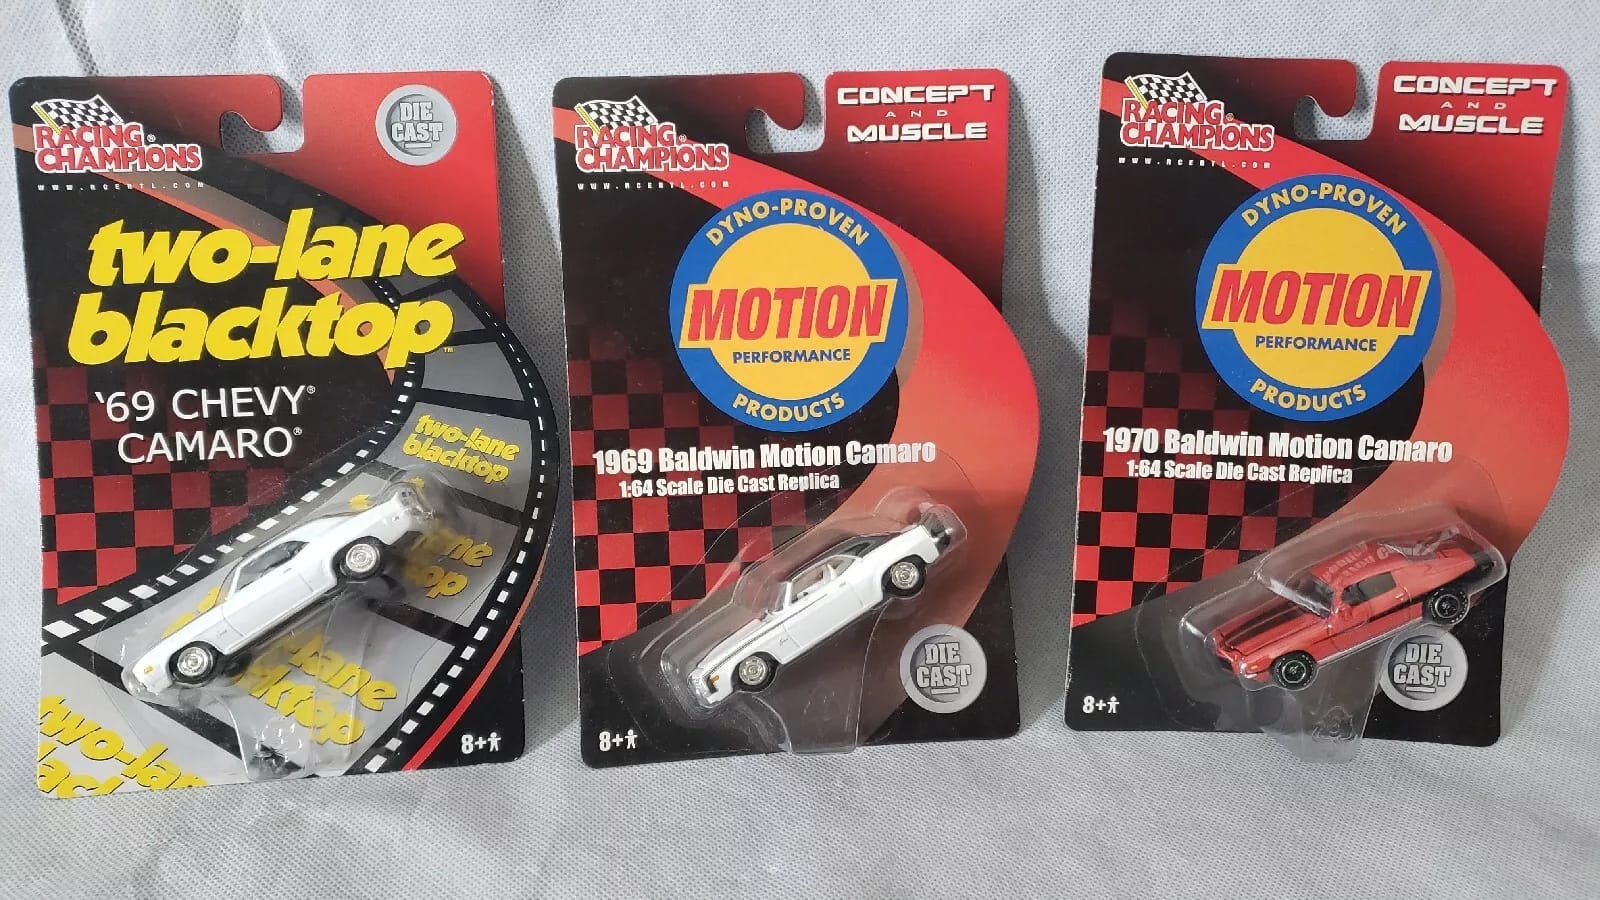 RACING
CHAMPIONS®
WWW.RCERTL.COM
DIE
CAST
two-lane
blacktop™
'69 CHEVY®
CAMARO®
two-lane
blacktop
two-lane
8+
RACING
CHAMPIONS®
WWW.RCERTL.COM
CONCEPT
AND
MUSCLE
DYNO-PROVEN
MOTION
PERFORMANCE
PRODUCTS
1969 Baldwin Motion Camaro
1:64 Scale Die Cast Replica
DIE
CAST
8+
RACING
CHAMPIONS®
WWW.RCERTL.COM
CONCEPT
AND
MUSCLE
DYNO-PROVEN
MOTION
PERFORMANCE
PRODUCTS
1970 Baldwin Motion Camaro
1:64 Scale Die Cast Replica
DIE
CAST
8+